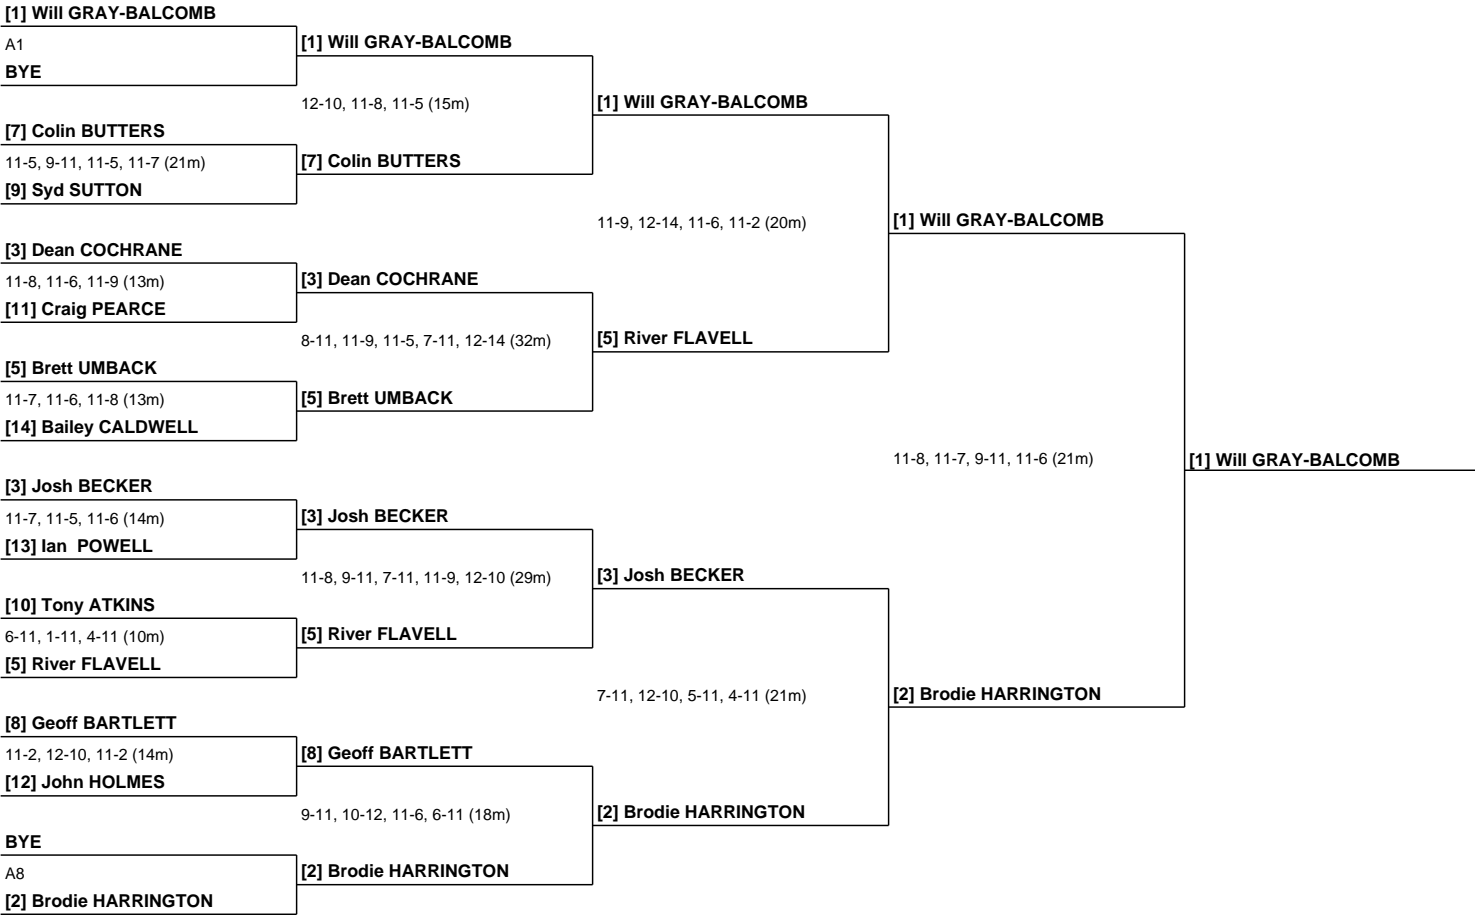 [1] Will GRAY-BALCOMB
A1
BYE
[7] Colin BUTTERS
11-5, 9-11, 11-5, 11-7 (21m)
[9] Syd SUTTON
[3] Dean COCHRANE
11-8, 11-6, 11-9 (13m)
[11] Craig PEARCE
[5] Brett UMBACK
11-7, 11-6, 11-8 (13m)
[14] Bailey CALDWELL
[3] Josh BECKER
11-7, 11-5, 11-6 (14m)
[13] Ian  POWELL
[10] Tony ATKINS
6-11, 1-11, 4-11 (10m)
[5] River FLAVELL
[8] Geoff BARTLETT
11-2, 12-10, 11-2 (14m)
[12] John HOLMES
BYE
A8
[2] Brodie HARRINGTON
[1] Will GRAY-BALCOMB
12-10, 11-8, 11-5 (15m)
[7] Colin BUTTERS
[3] Dean COCHRANE
8-11, 11-9, 11-5, 7-11, 12-14 (32m)
[5] Brett UMBACK
[3] Josh BECKER
11-8, 9-11, 7-11, 11-9, 12-10 (29m)
[5] River FLAVELL
[8] Geoff BARTLETT
9-11, 10-12, 11-6, 6-11 (18m)
[2] Brodie HARRINGTON
[1] Will GRAY-BALCOMB
11-9, 12-14, 11-6, 11-2 (20m)
[5] River FLAVELL
[3] Josh BECKER
7-11, 12-10, 5-11, 4-11 (21m)
[2] Brodie HARRINGTON
[1] Will GRAY-BALCOMB
11-8, 11-7, 9-11, 11-6 (21m)
[2] Brodie HARRINGTON
[1] Will GRAY-BALCOMB